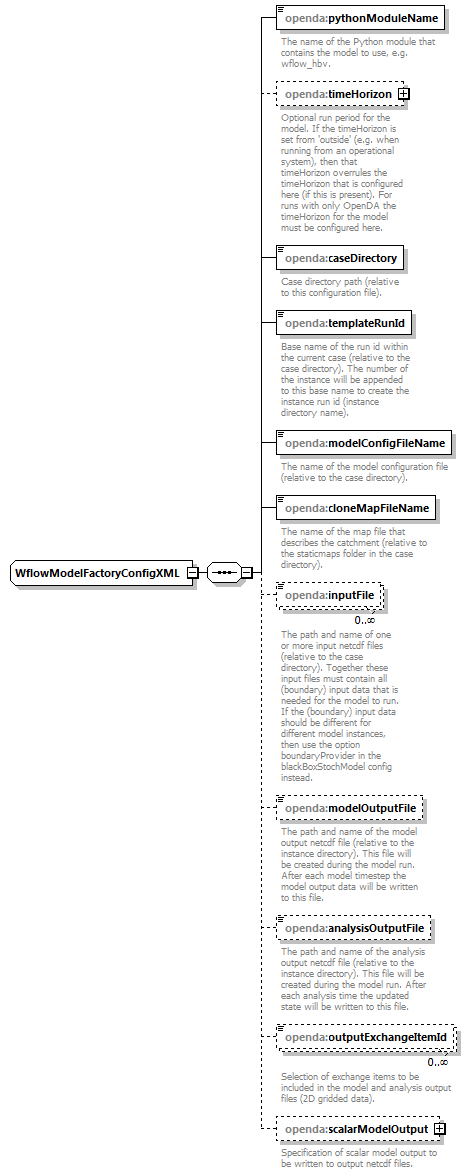 openda:pythonModuleName
The name of the Python module that
contains the model to use, e.g.
wflow_hbv.
openda:timeHorizon
Optional run period for the
model. If the timeHorizon is
set from 'outside' (e.g. when
running from an operational
system), then that
timeHorizon overrules the
timeHorizon that is configured
here (if this is present). For
runs with only OpenDA the
timeHorizon for the model
must be configured here.
openda:caseDirectory
Case directory path (relative
to this configuration file).
openda:templateRunId
Base name of the run id within
the current case (relative to the
case directory). The number of
the instance will be appended
to this base name to create the
instance run id (instance
directory name).
openda:modelConfigFileName
The name of the model configuration file
(relative to the case directory).
openda:cloneMapFileName
The name of the map file that
describes the catchment (relative to
the staticmaps folder in the case
directory).
WflowModelFactoryConfigXML
openda:inputFile
0..∞
The path and name of one
or more input netcdf files
(relative to the case
directory). Together these
input files must contain all
(boundary) input data that is
needed for the model to run.
If the (boundary) input data
should be different for
different model instances,
then use the option
boundaryProvider in the
blackBoxStochModel config
instead.
openda:modelOutputFile
The path and name of the model
output netcdf file (relative to the
instance directory). This file will
be created during the model run.
After each model timestep the
model output data will be written
to this file.
openda:analysisOutputFile
The path and name of the analysis
output netcdf file (relative to the
instance directory). This file will be
created during the model run. After
each analysis time the updated
state will be written to this file.
openda:outputExchangeItemId
0..∞
Selection of exchange items to be
included in the model and analysis output
files (2D gridded data).
openda:scalarModelOutput
Specification of scalar model output to
be written to output netcdf files.